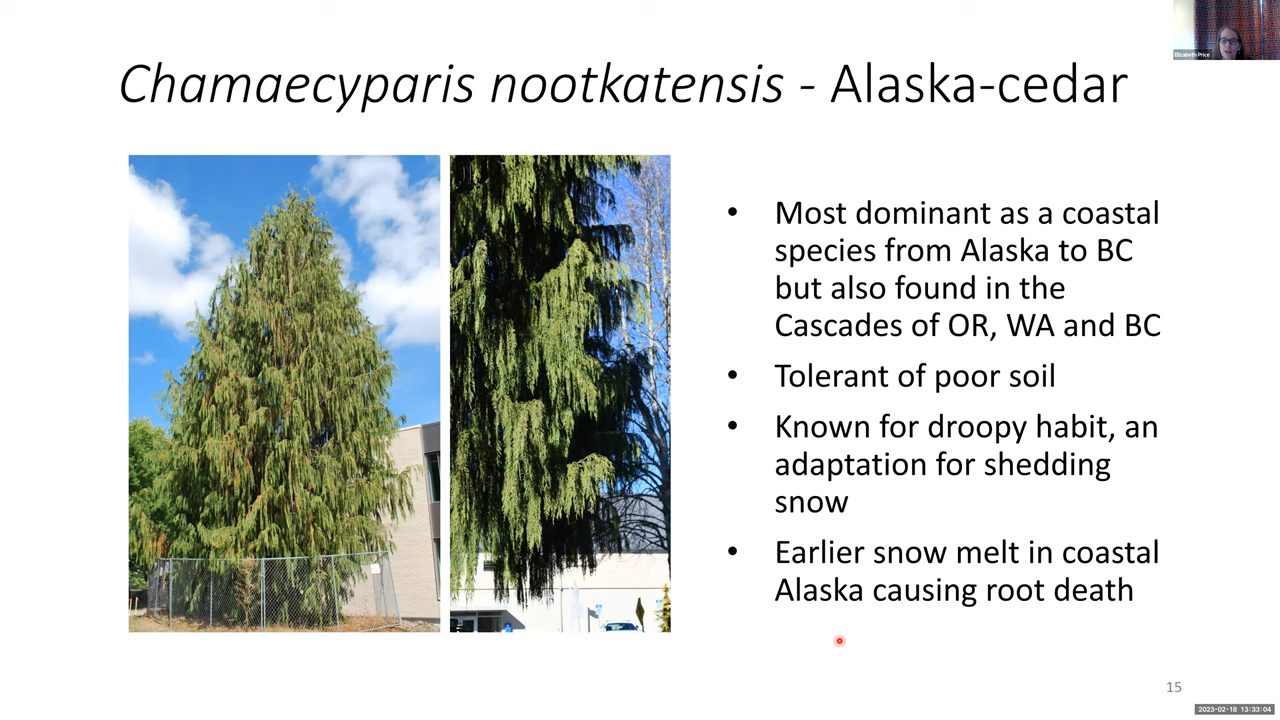 Elizabeth Price
Chamaecyparis nootkatensis - Alaska-cedar
• Most dominant as a coastal
species from Alaska to BC
but also found in the
Cascades of OR, WA and BC
• Tolerant of poor soil
• Known for droopy habit, an
adaptation for shedding
snow
• Earlier snow melt in coastal
Alaska causing root death
15
2023-02-18 13:33:04